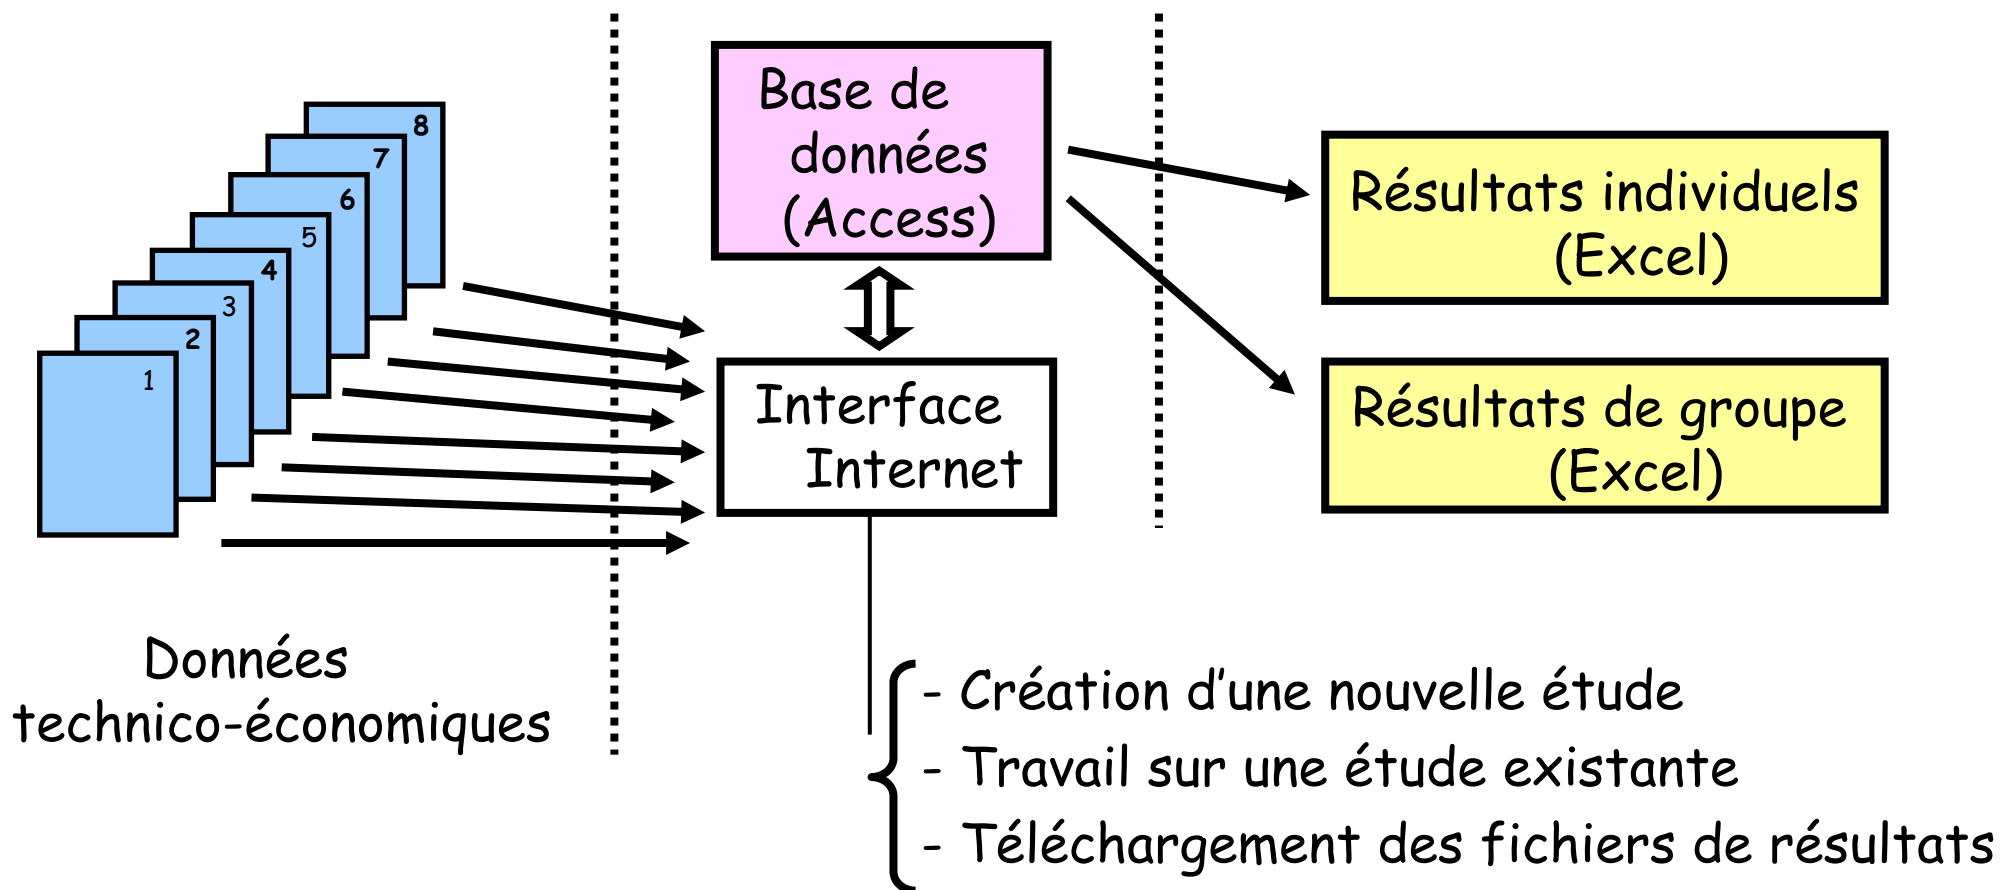 8
7
6
5
4
3
2
1
Données
technico-économiques
Base de
données
(Access)
Interface
Internet
Résultats individuels
(Excel)
Résultats de groupe
(Excel)
- Création d’une nouvelle étude
- Travail sur une étude existante
- Téléchargement des fichiers de résultats